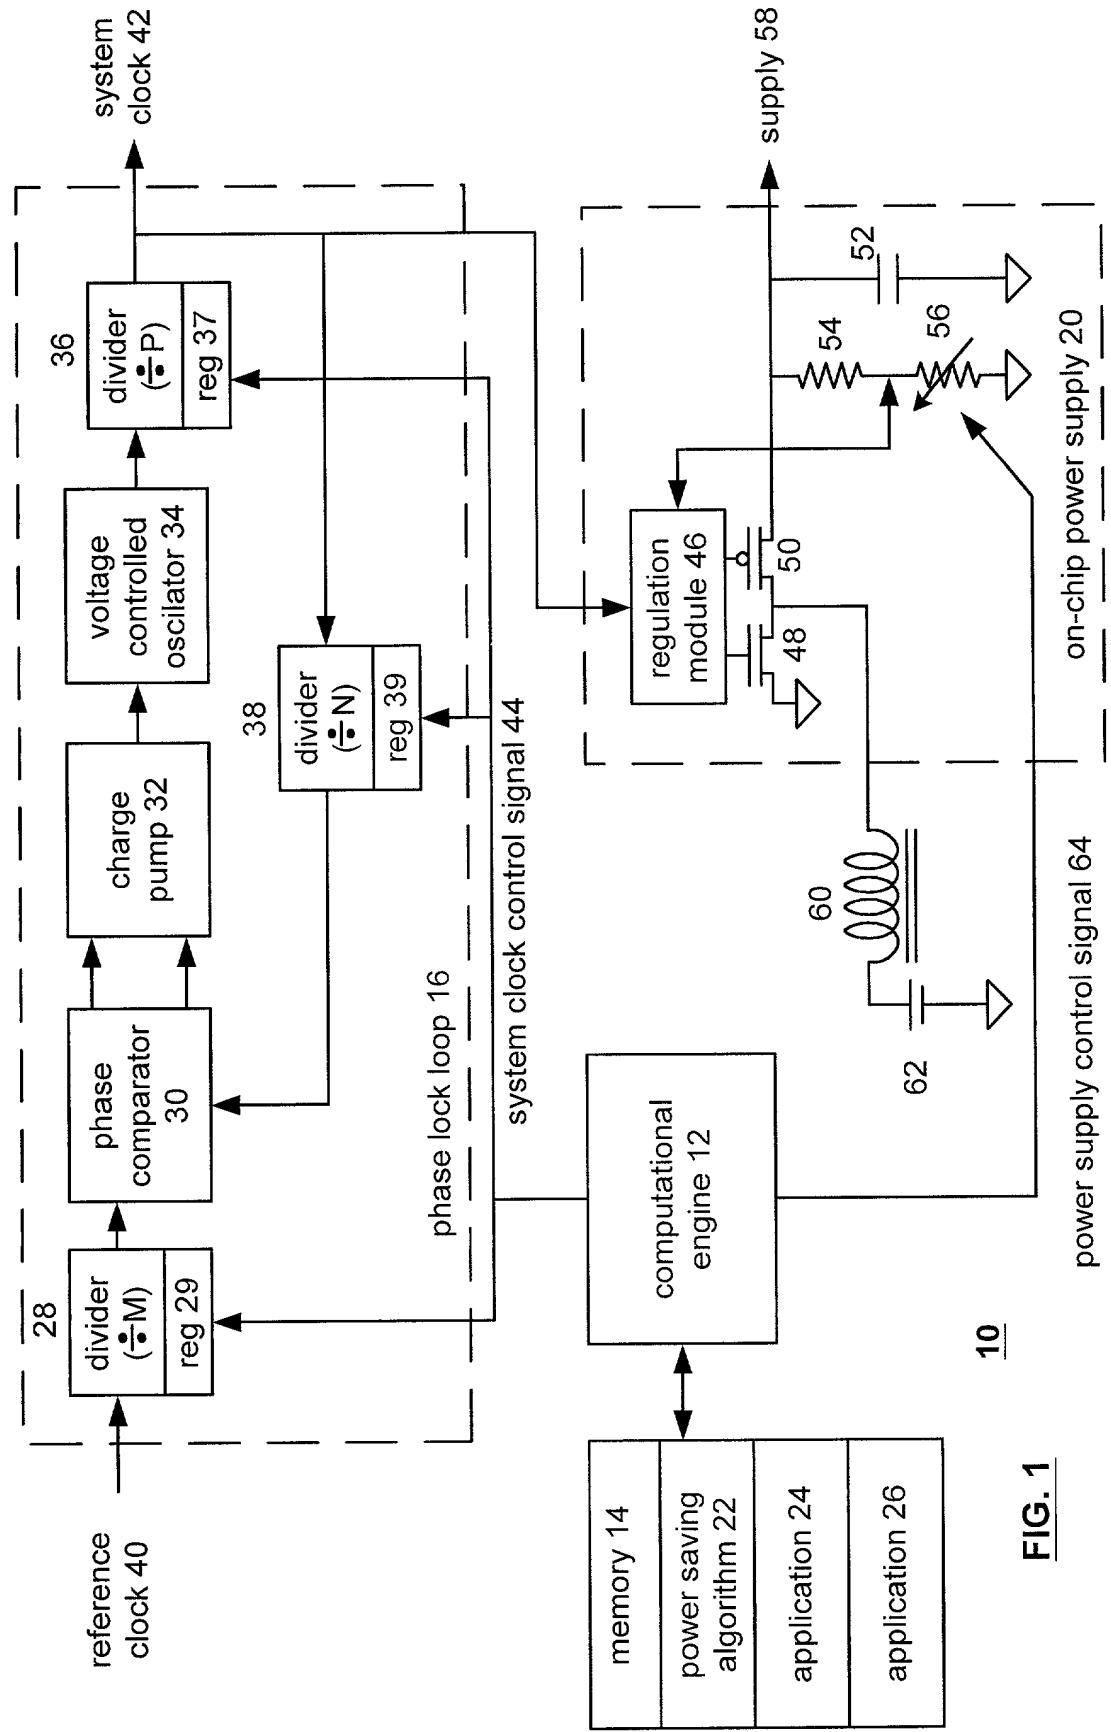 reference
clock 40
28
divider
(÷M)
reg 29
phase
comparator
30
charge
pump 32
voltage
controlled
oscilator 34
36
divider
(÷P)
reg 37
system
clock 42
38
divider
(÷N)
reg 39
phase lock loop 16
system clock control signal 44
memory 14
power saving
algorithm 22
application 24
application 26
computational
engine 12
regulation
module 46
48
50
52
54
56
supply 58
60
62
on-chip power supply 20
power supply control signal 64
10
FIG. 1